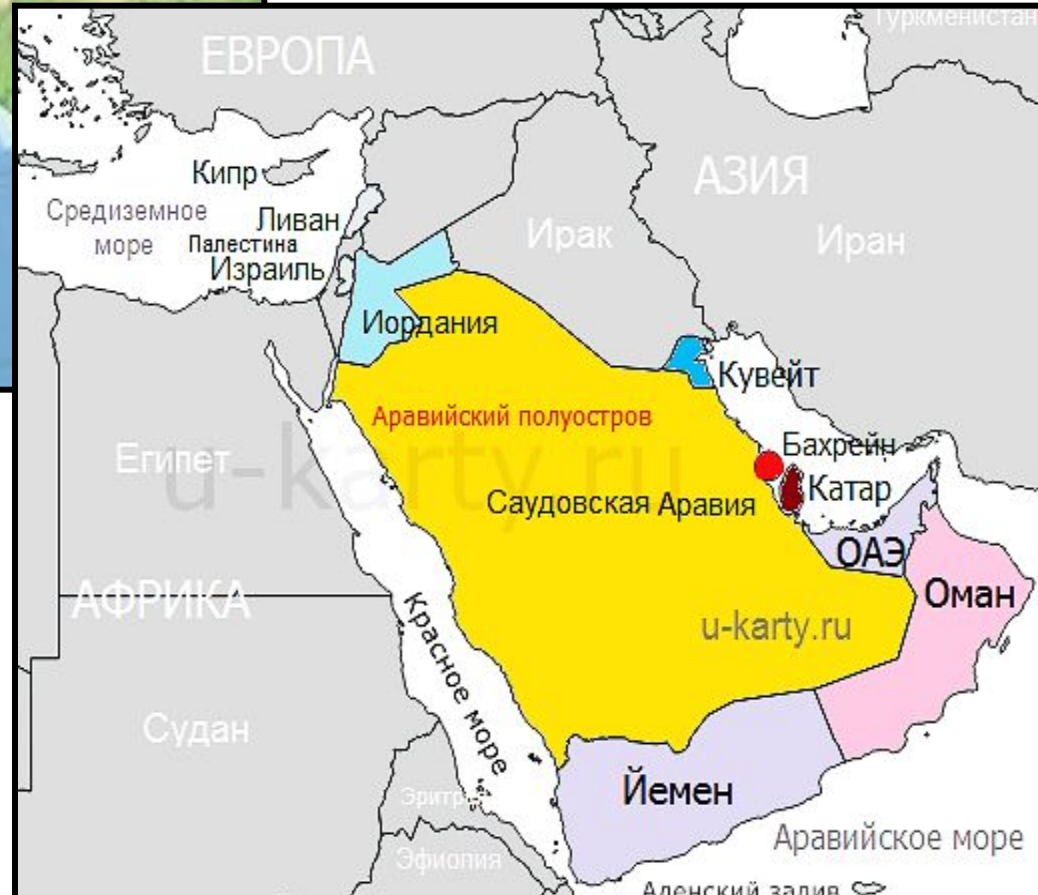 Туркменистан
ЕВРОПА
АЗИЯ
Кипр
Средиземное
море
Ливан
Палестина
Израиль
Ирак
Иран
Иордания
Кувейт
Аравийский полуостров
Египет
u-karty.ru
Бахрейн
Катар
Саудовская Аравия
ОАЭ
АФРИКА
Оман
Красное море
u-karty.ru
Судан
Йемен
Эритр
Эфиопия
Аравийское море
Аденский залив